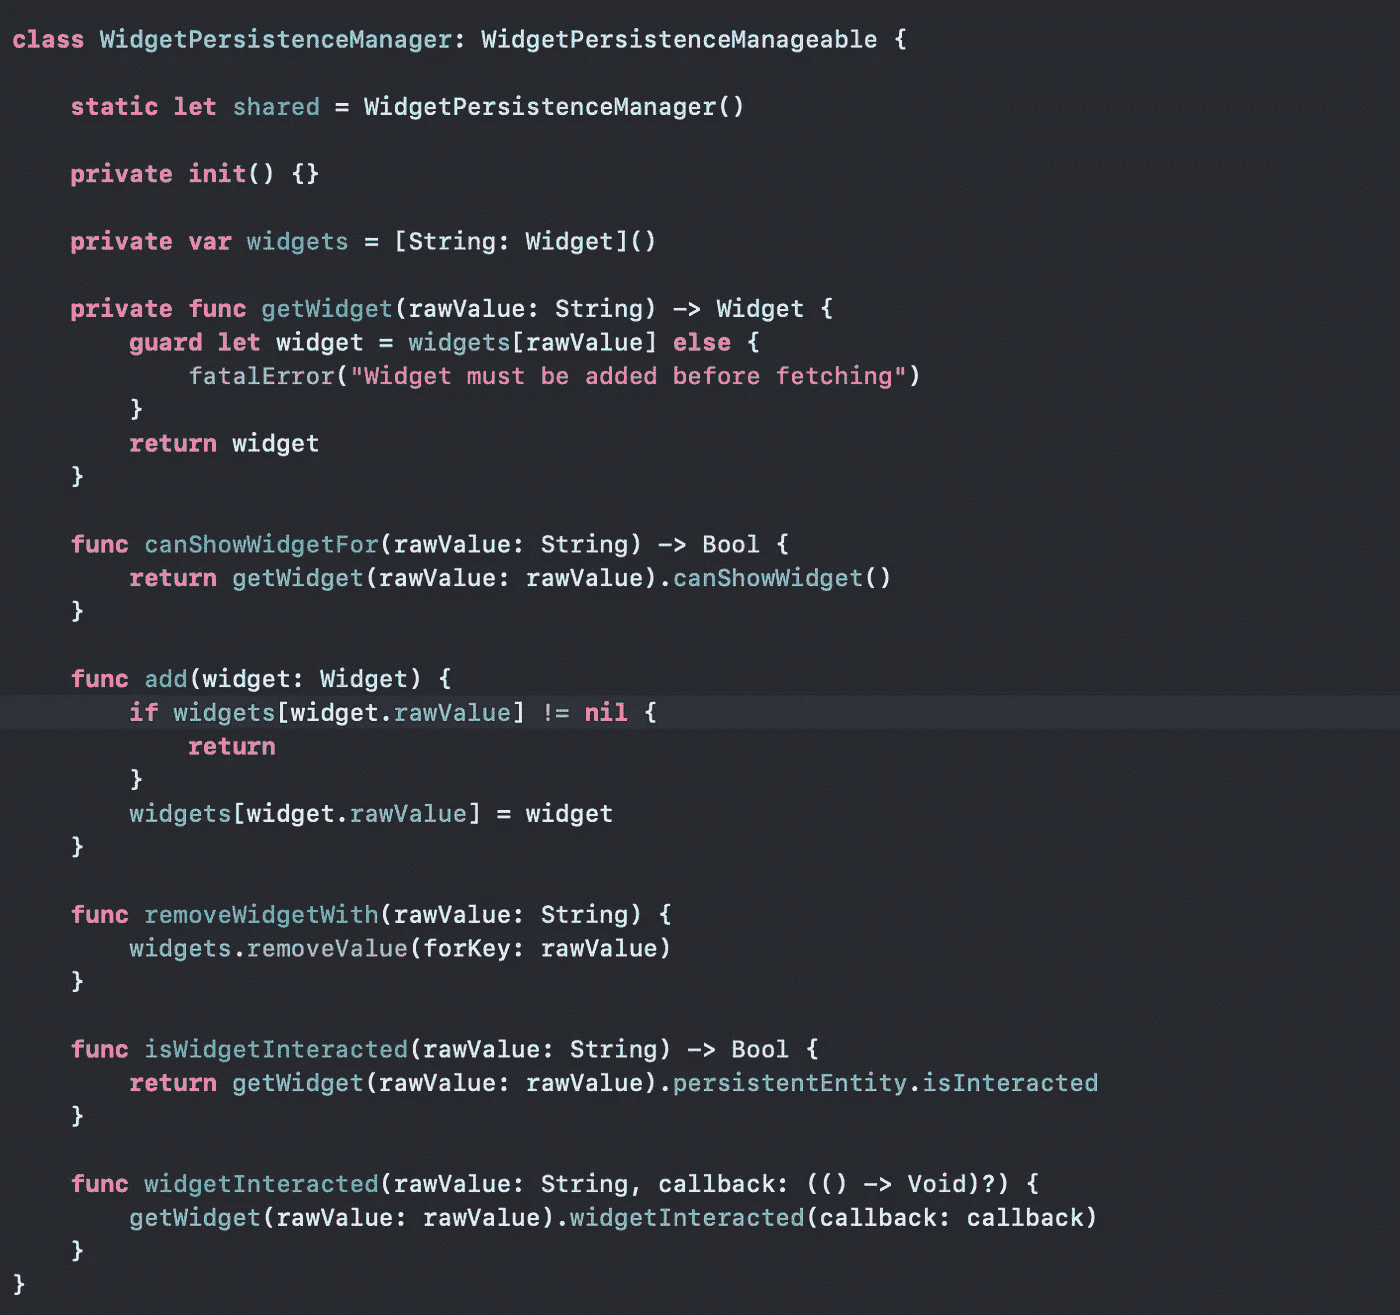 class WidgetPersistenceManager: WidgetPersistenceManageable {
static let shared = WidgetPersistenceManager()
private init() {}
private var widgets = [String: Widget]()
private func getWidget(rawValue: String) -> Widget {
guard let widget = widgets[rawValue] else {
fatalError("Widget must be added before fetching")
}
return widget
}
func canShowWidgetFor(rawValue: String) -> Bool {
return getWidget(rawValue: rawValue).canShowWidget()
}
func add(widget: Widget) {
if widgets[widget.rawValue] != nil {
return
}
widgets[widget.rawValue] = widget
}
func removeWidgetWith(rawValue: String) {
widgets.removeValue(forKey: rawValue)
}
func isWidgetInteracted(rawValue: String) -> Bool {
return getWidget(rawValue: rawValue).persistentEntity.isInteracted
}
func widgetInteracted(rawValue: String, callback: (() -> Void)?) {
getWidget(rawValue: rawValue).widgetInteracted(callback: callback)
}
}